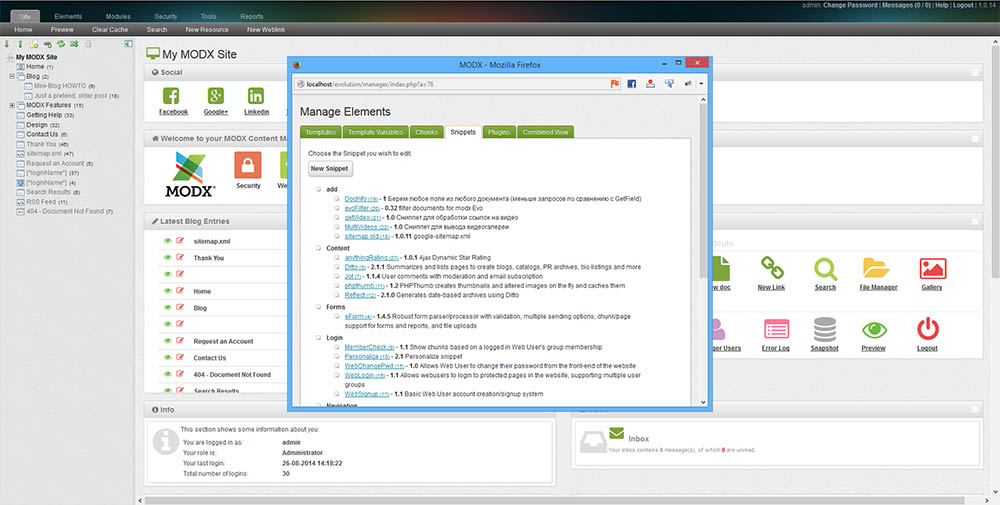 admin: Change Password | Messages (0 / 0) | Help | Logout | 1.0.14
Site Elements Modules Security Tools Reports
Home Preview Clear Cache Search New Resource New Weblink
My MODX Site
Home (1)
Blog (2)
Mini-Blog HOWTO (9)
Just a pretend, older post (18)
MODX Features (15)
Getting Help (33)
Design (32)
Contact Us (6)
Thank You (46)
sitemap.xml (47)
Request an Account (5)
[*loginName*] (37)
[*loginName*] (4)
Search Results (8)
RSS Feed (11)
404 - Document Not Found (7)
My MODX Site
Social
Facebook
Google+
Linkedin
Welcome to your MODX Content Ma
MODX
Security
We
Latest Blog Entries
sitemap.xml
Thank You
Home
Blog
Request an Account
Contact Us
404 - Document Not Found
Search Results
MODX - Mozilla Firefox
localhost/evolution/manager/index.php?a=76
Manage Elements
Templates Template Variables Chunks Snippets Plugins Combined View
Choose the Snippet you wish to edit.
New Snippet
add
DocInfo (19) - 1 Берем любое поле из любого документа (меньше запросов по сравнению с GetField)
evoFilter (20) - 0.32 filter documents for modx Evo
getVideo (21) - 1.0 Сниппет для обработки ссылок на видео
MultiVideos (22) - 1.0 Сниппет для вывода видеогалереи
sitemap old (18) - 1.0.11 google-sitemap.xml
Content
anythingRating (27) - 1.0.1 Ajax Dynamic Star Rating
Ditto (3) - 2.1.1 Summarizes and lists pages to create blogs, catalogs, PR archives, bio listings and more
Jot (7) - 1.1.4 User comments with moderation and email subscription
phpthumb (11) - 1.2 PHPThumb creates thumbnails and altered images on the fly and caches them
Reflect (12) - 2.1.0 Generates date-based archives using Ditto
Forms
eForm (4) - 1.4.5 Robust form parser/processor with validation, multiple sending options, chunk/page
support for forms and reports, and file uploads
Login
MemberCheck (9) - 1.1 Show chunks based on a logged in Web User's group membership
Personalize (10) - 2.1 Personalize snippet
WebChangePwd (15) - 1.0 Allows Web User to change their password from the front-end of the website
WebLogin (16) - 1.1 Allows webusers to login to protected pages in the website, supporting multiple user
groups
WebSignup (17) - 1.1 Basic Web User account creation/signup system
Navigation
New Link
Search
File Manager
Gallery
Error Log
Snapshot
Preview
Logout
Info
This section shows some information about you:
You are logged in as: admin
Your role is: Administrator
Your last login: 26-08-2014 14:18:22
Total number of logins: 30
Inbox
Your inbox contains 8 message(s), of which 0 are unread.